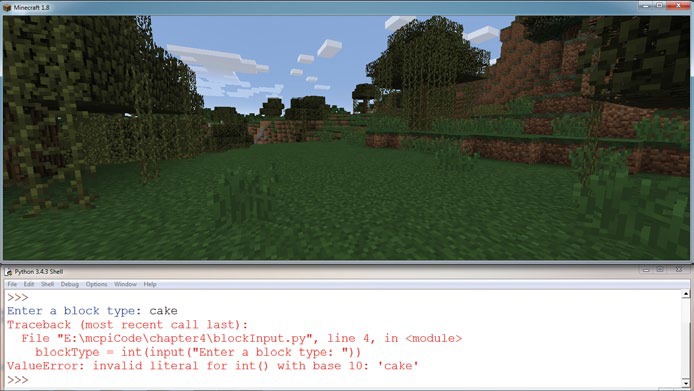 Minecraft 1.8
Python 3.4.3 Shell
File Edit Shell Debug Options Window Help
>>>
Enter a block type: cake
Traceback (most recent call last):
  File "E:\mcpiCode\chapter4\blockInput.py", line 4, in <module>
    blockType = int(input("Enter a block type: "))
ValueError: invalid literal for int() with base 10: 'cake'
>>>